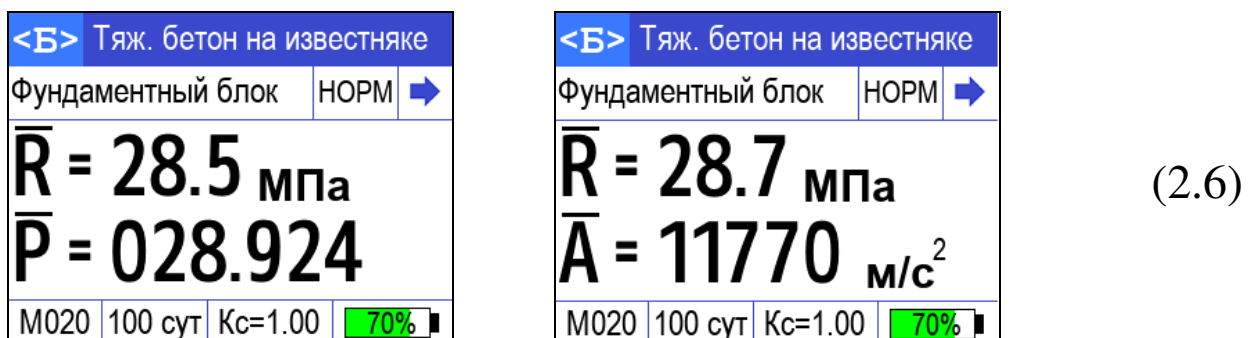 <Б> Тяж. бетон на известняке
Фундаментный блок НОРМ
R̅ = 28.5 МПа
P̅ = 028.924
М020 100 сут Кс=1.00 70%
<Б> Тяж. бетон на известняке
Фундаментный блок НОРМ
R̅ = 28.7 МПа
A̅ = 11770 м/с²
М020 100 сут Кс=1.00 70%
(2.6)